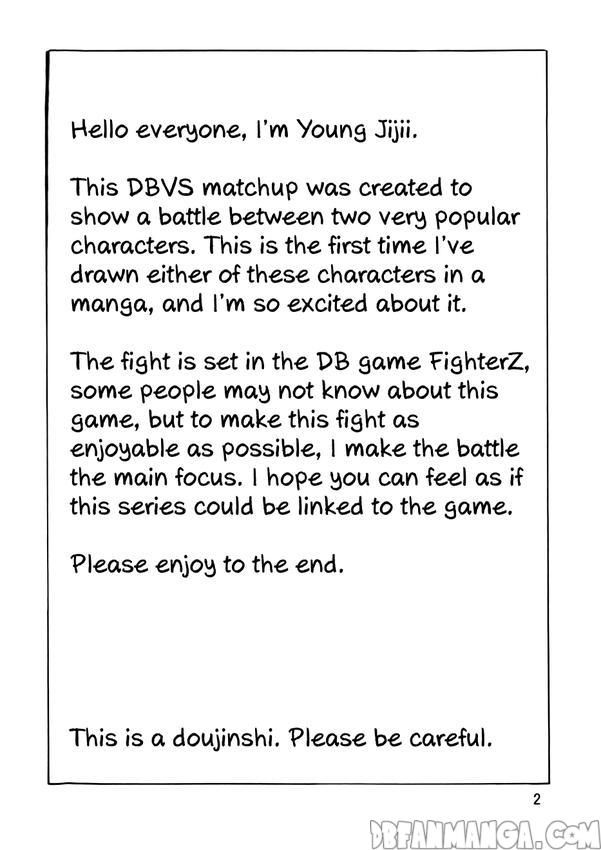 Hello everyone, I'm Young Jijii.
This DBVS matchup was created to
show a battle between two very popular
characters. This is the first time I've
drawn either of these characters in a
manga, and I'm so excited about it.
The fight is set in the DB game FighterZ,
some people may not know about this
game, but to make this fight as
enjoyable as possible, I make the battle
the main focus. I hope you can feel as if
this series could be linked to the game.
Please enjoy to the end.
This is a doujinshi. Please be careful.
2
DBFANMANGA.COM